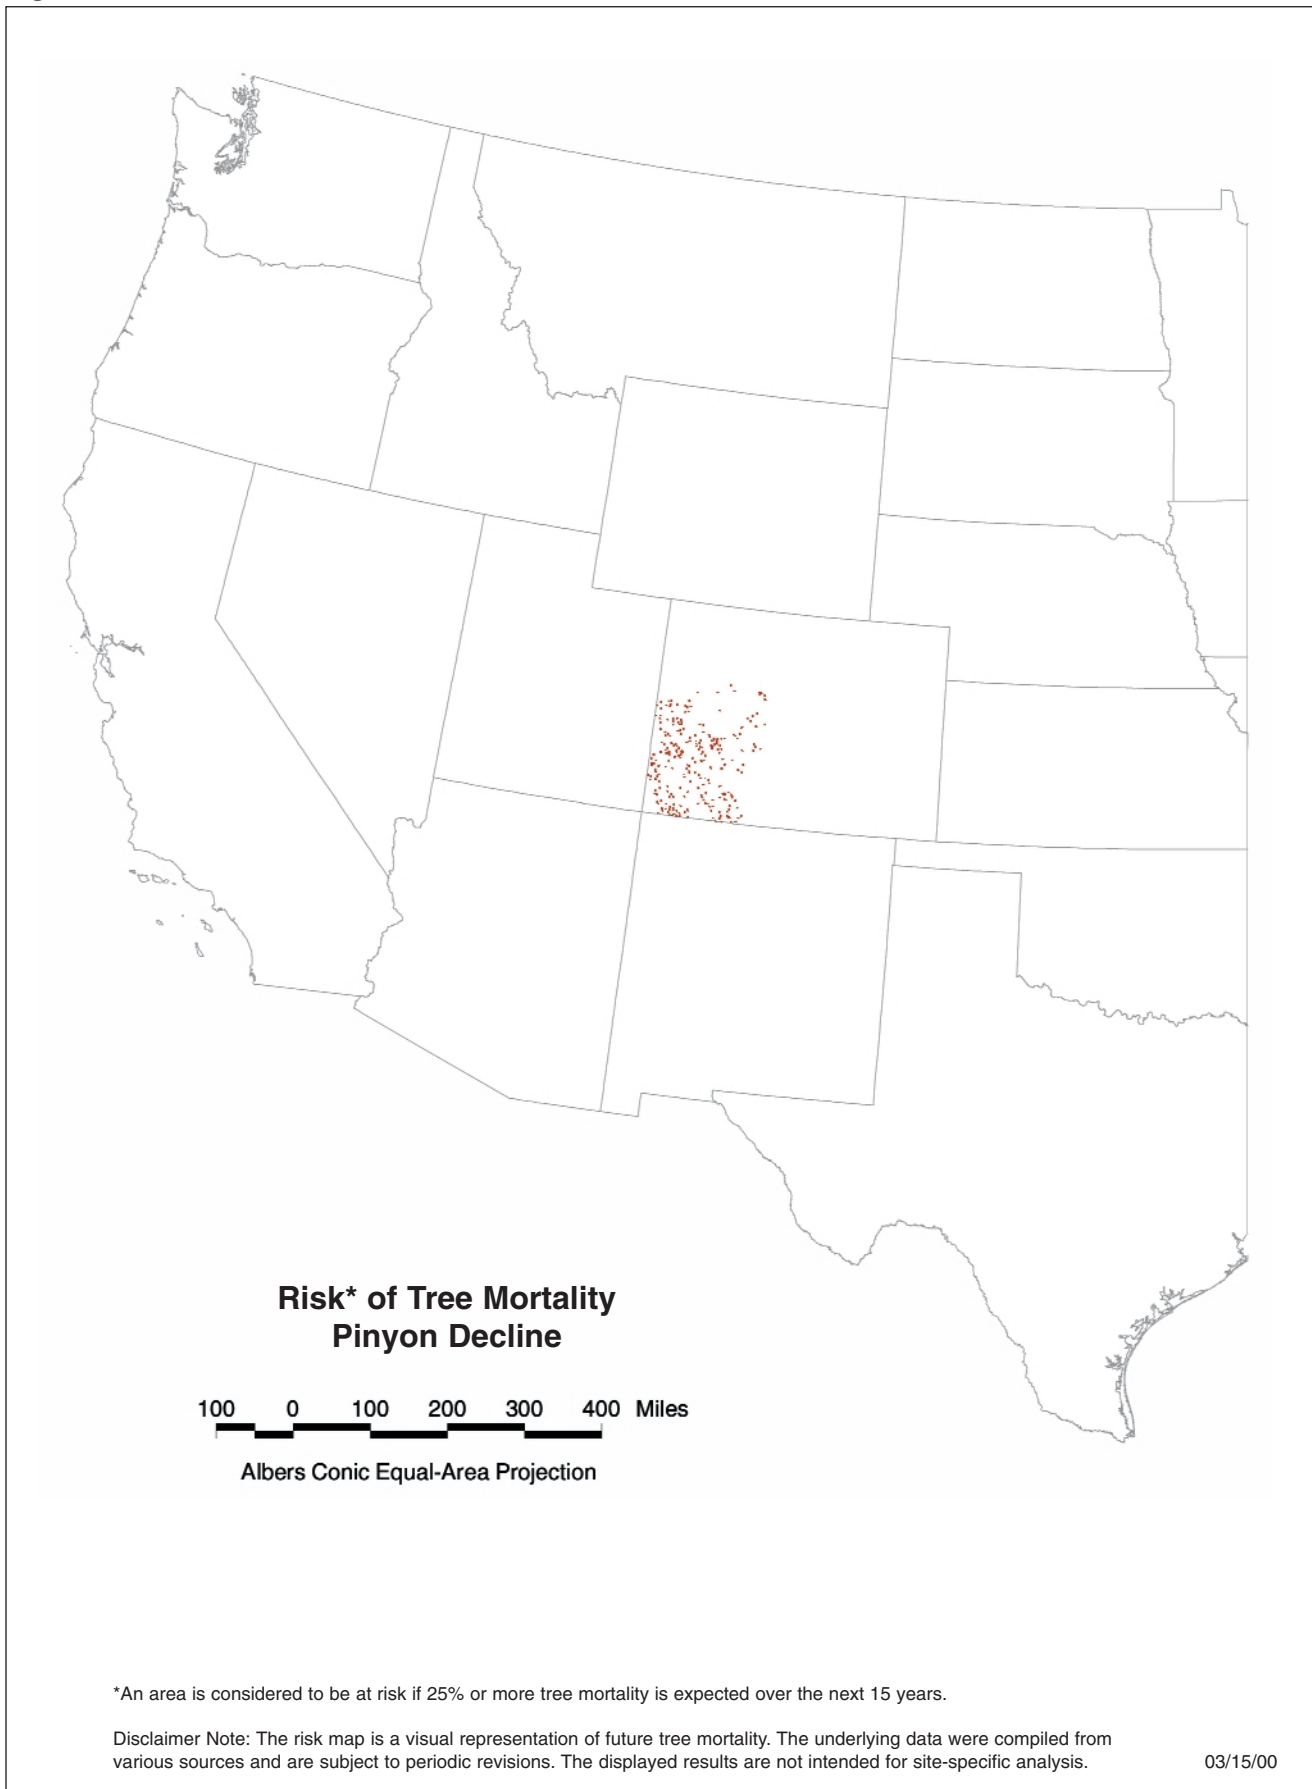 Risk* of Tree Mortality
Pinyon Decline
100 0 100 200 300 400 Miles
Albers Conic Equal-Area Projection
*An area is considered to be at risk if 25% or more tree mortality is expected over the next 15 years.
Disclaimer Note: The risk map is a visual representation of future tree mortality. The underlying data were compiled from
various sources and are subject to periodic revisions. The displayed results are not intended for site-specific analysis. 03/15/00